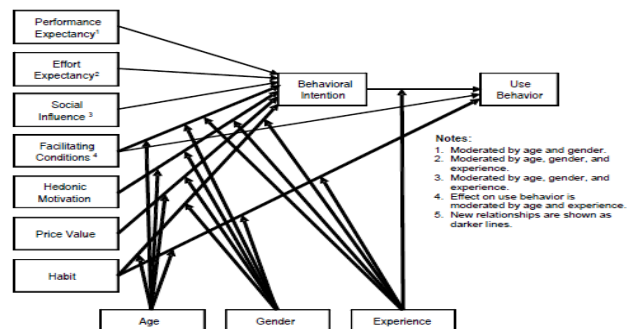 Performance
Expectancy¹
Effort
Expectancy²
Social
Influence ³
Facilitating
Conditions ⁴
Hedonic
Motivation
Price Value
Habit
Behavioral
Intention
Use
Behavior
Notes:
1. Moderated by age and gender.
2. Moderated by age, gender, and
experience.
3. Moderated by age, gender, and
experience.
4. Effect on use behavior is
moderated by age and experience.
5. New relationships are shown as
darker lines.
Age
Gender
Experience